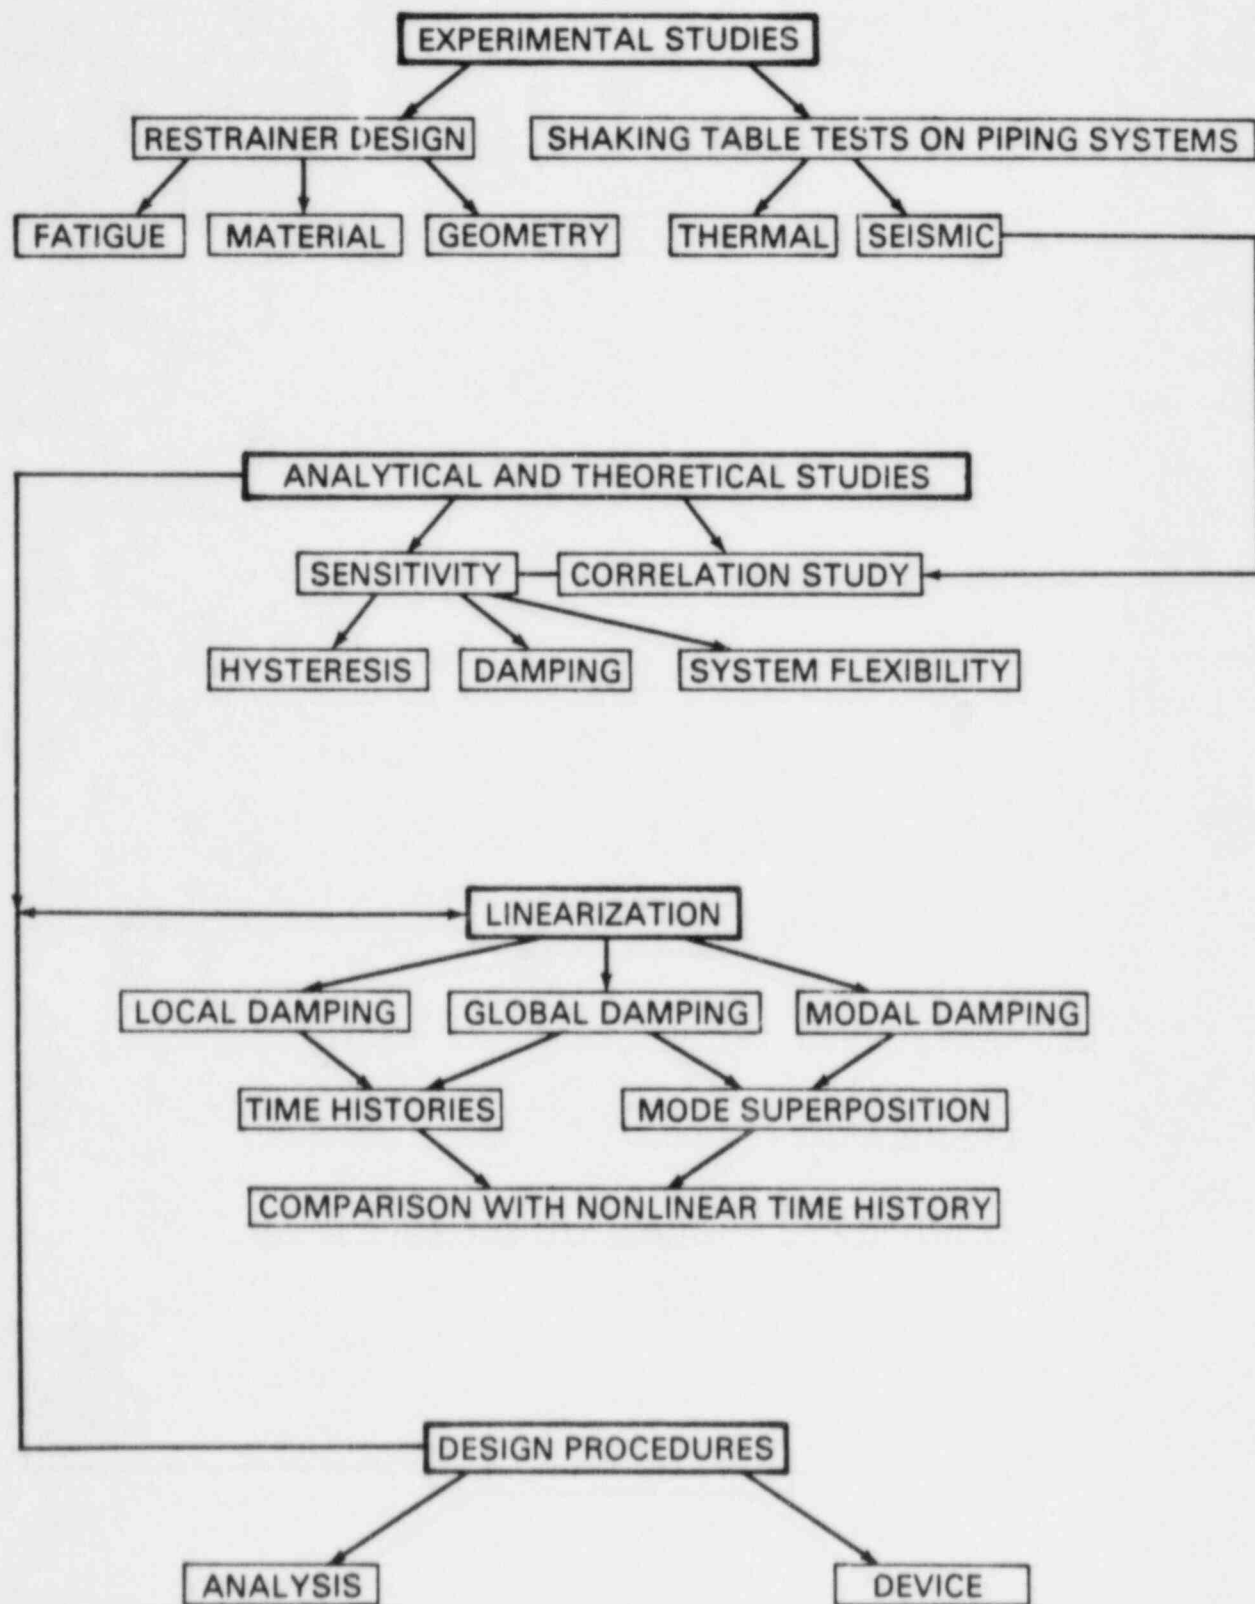 EXPERIMENTAL STUDIES
RESTRAINER DESIGN
SHAKING TABLE TESTS ON PIPING SYSTEMS
FATIGUE
MATERIAL
GEOMETRY
THERMAL
SEISMIC
ANALYTICAL AND THEORETICAL STUDIES
SENSITIVITY
CORRELATION STUDY
HYSTERESIS
DAMPING
SYSTEM FLEXIBILITY
LINEARIZATION
LOCAL DAMPING
GLOBAL DAMPING
MODAL DAMPING
TIME HISTORIES
MODE SUPERPOSITION
COMPARISON WITH NONLINEAR TIME HISTORY
DESIGN PROCEDURES
ANALYSIS
DEVICE